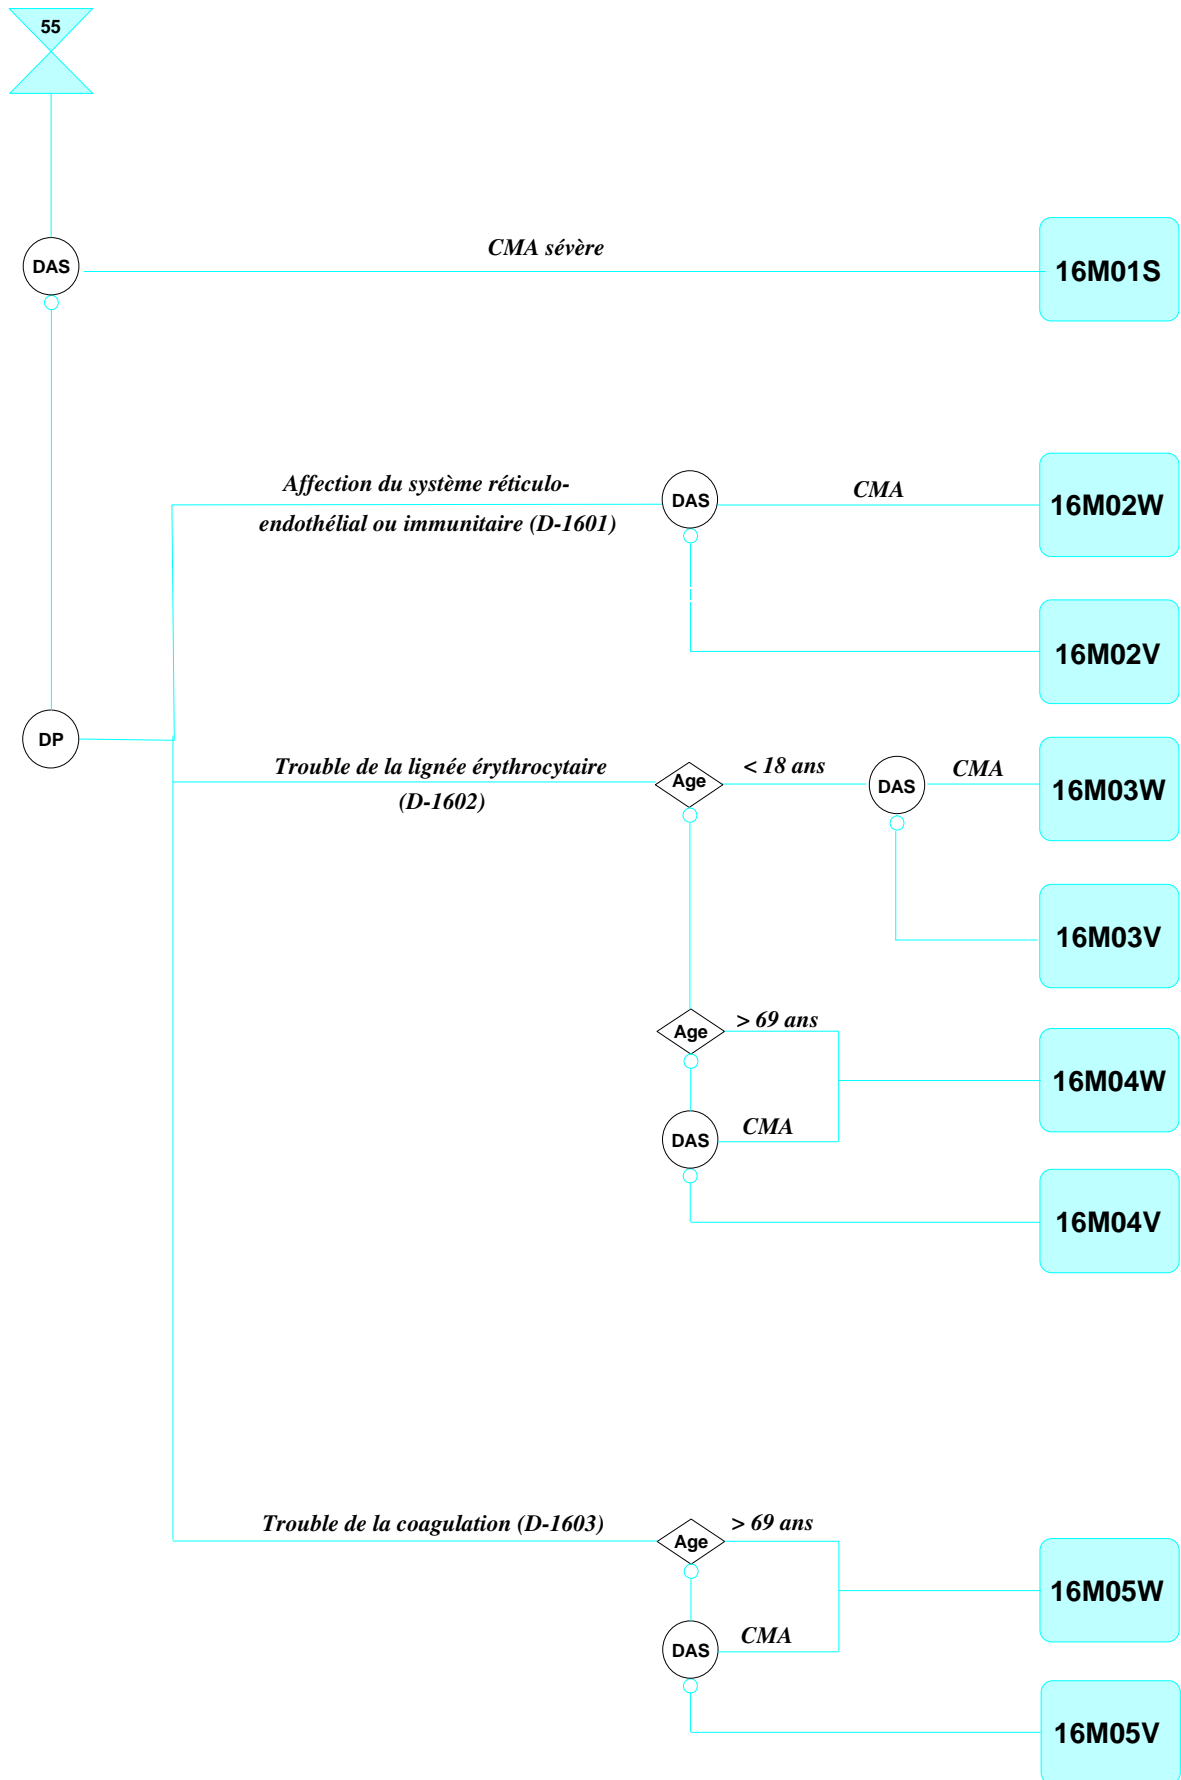 55
DAS
CMA sévère
16M01S
Affection du système réticulo-
endothélial ou immunitaire (D-1601)
DAS
CMA
16M02W
16M02V
DP
Trouble de la lignée érythrocytaire
(D-1602)
Age
< 18 ans
DAS
CMA
16M03W
16M03V
Age
> 69 ans
16M04W
DAS
CMA
16M04V
Trouble de la coagulation (D-1603)
Age
> 69 ans
16M05W
DAS
CMA
16M05V